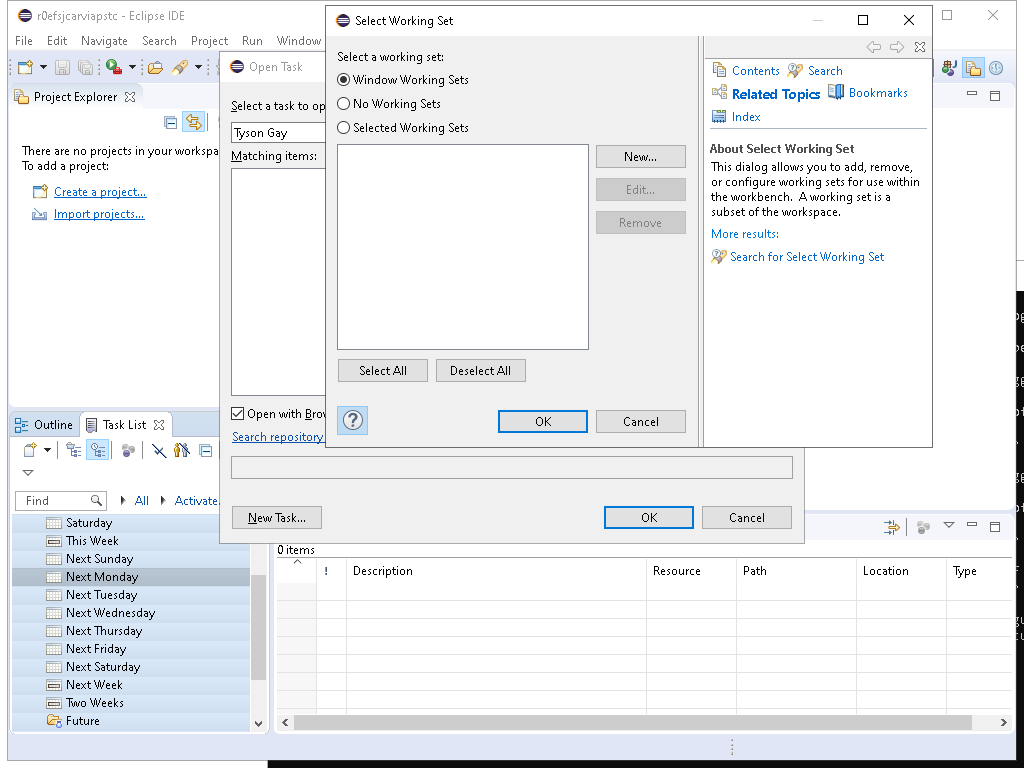 r0efsjcarviapstc - Eclipse IDE
File Edit Navigate Search Project Run Window
Project Explorer
There are no projects in your workspa
To add a project:
Create a project...
Import projects...
Open Task
Select a task to op
Tyson Gay
Matching items:
Open with Brov
Search repository
New Task...
OK
Cancel
Select Working Set
Select a working set:
Window Working Sets
No Working Sets
Selected Working Sets
New...
Edit...
Remove
Select All
Deselect All
OK
Cancel
Contents
Search
Related Topics
Bookmarks
Index
About Select Working Set
This dialog allows you to add, remove,
or configure working sets for use within
the workbench. A working set is a
subset of the workspace.
More results:
Search for Select Working Set
Outline
Task List
Find
All
Activate.
Saturday
This Week
Next Sunday
Next Monday
Next Tuesday
Next Wednesday
Next Thursday
Next Friday
Next Saturday
Next Week
Two Weeks
Future
0 items
! Description Resource Path Location Type